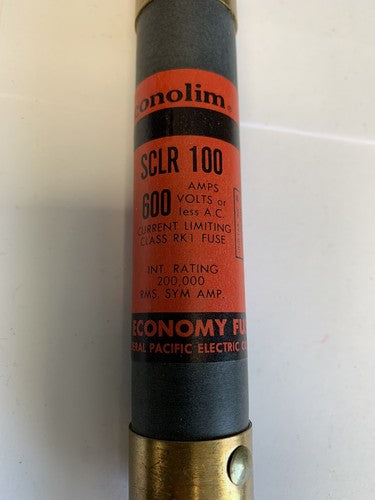 onolim®
SCLR 100
AMPS
600 VOLTS or
less A.C.
CURRENT LIMITING
CLASS RK1 FUSE
INT. RATING
200,000
RMS, SYM AMP.
ECONOMY FU
ERAL PACIFIC ELECTRIC C